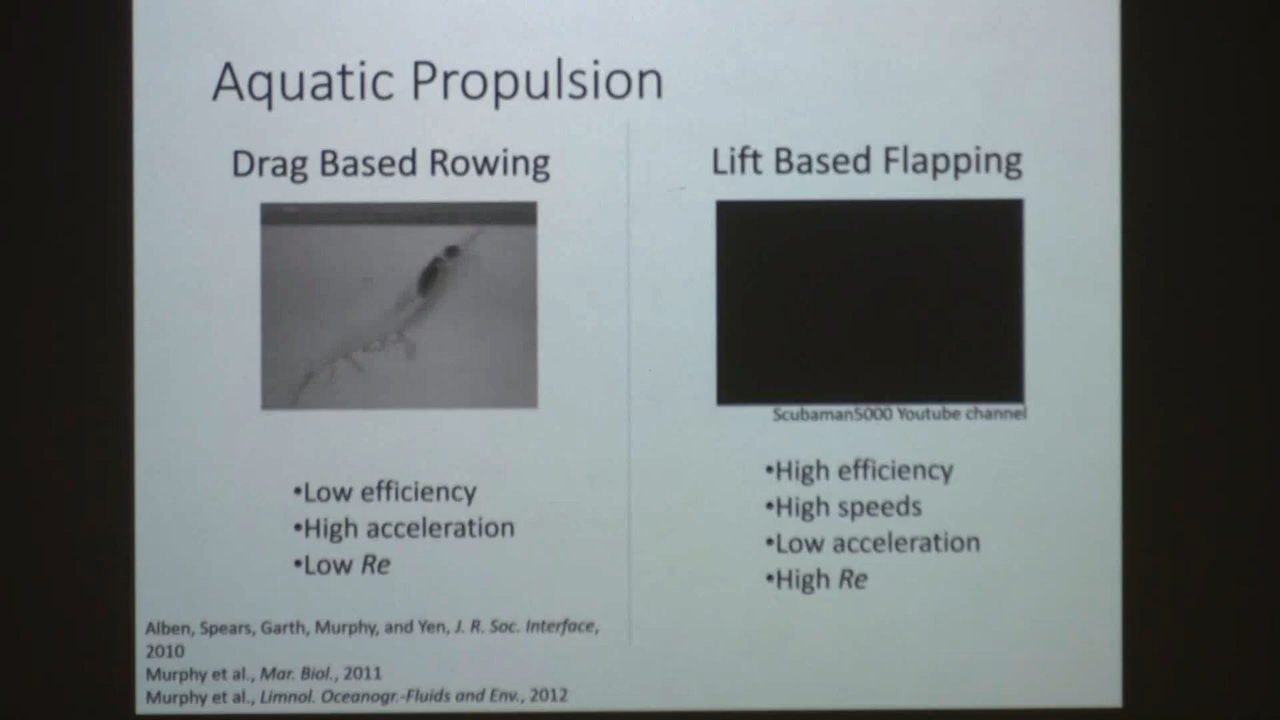 Aquatic Propulsion
Drag Based Rowing
•Low efficiency
•High acceleration
•Low Re
Lift Based Flapping
Scubaman5000 Youtube channel
•High efficiency
•High speeds
•Low acceleration
•High Re
Alben, Spears, Garth, Murphy, and Yen, J. R. Soc. Interface,
2010
Murphy et al., Mar. Biol., 2011
Murphy et al., Limnol. Oceanogr.-Fluids and Env., 2012